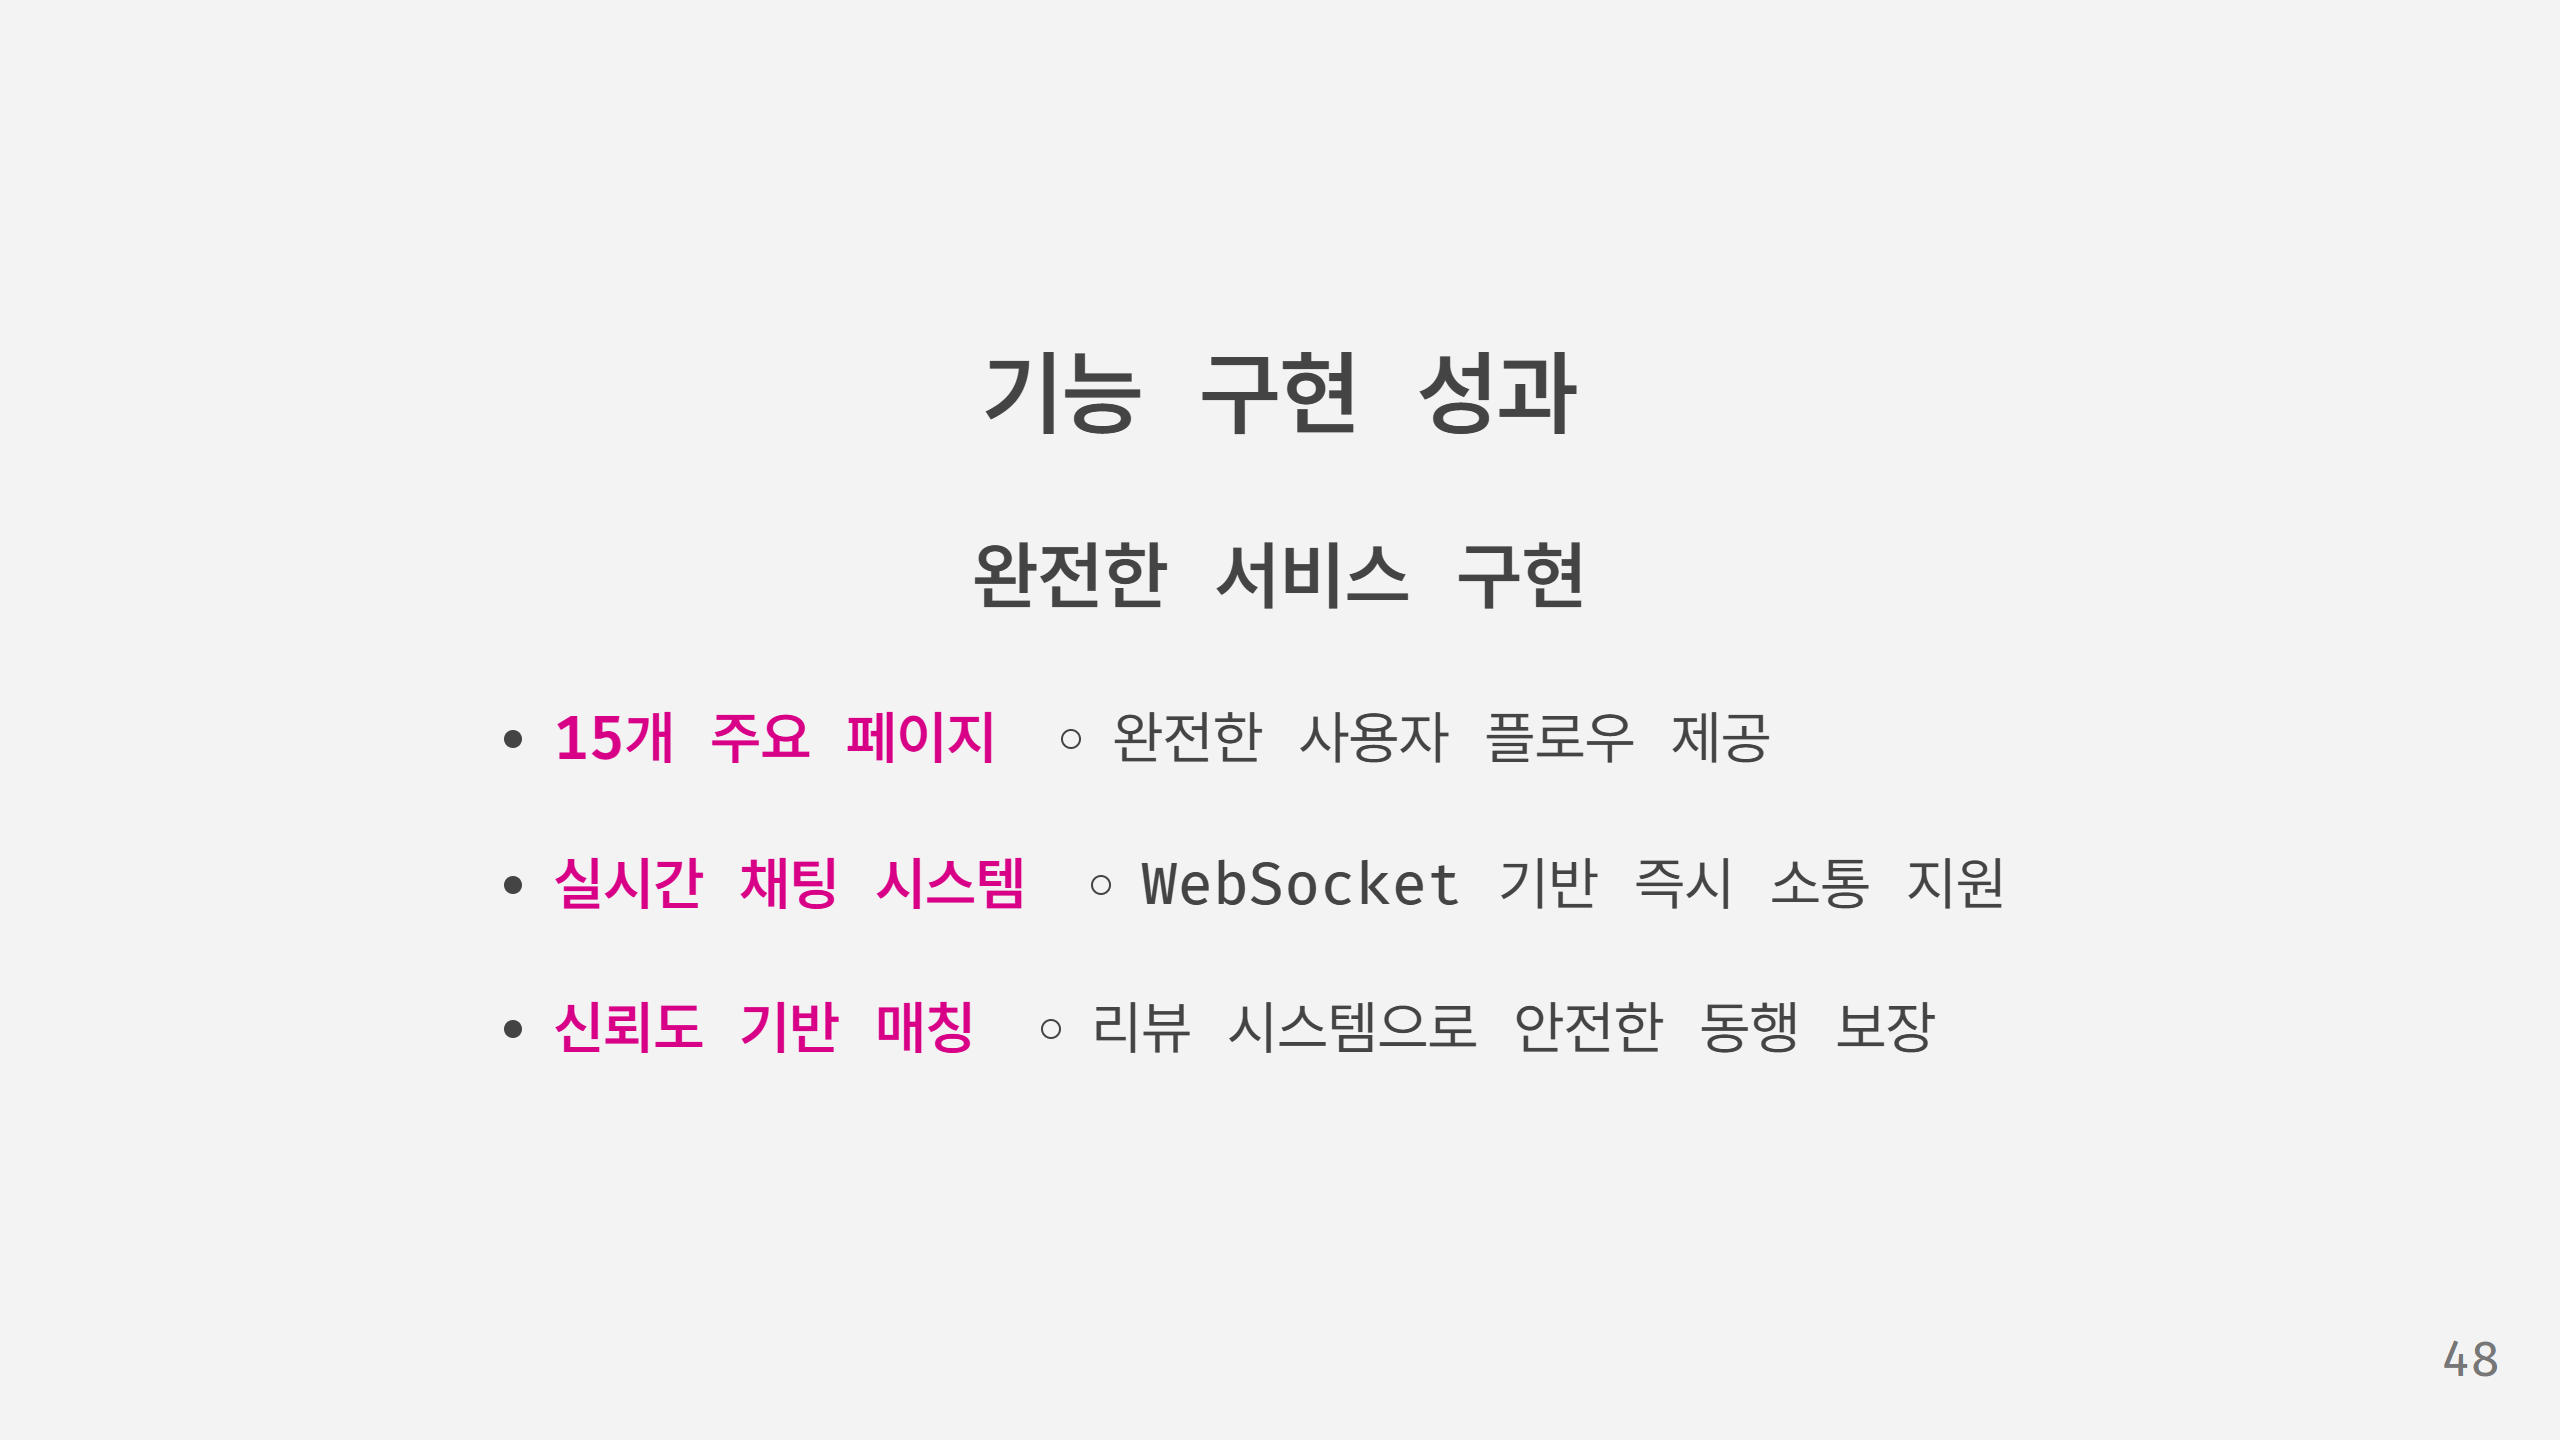 기능 구현 성과
완전한 서비스 구현
• 15개 주요 페이지 ◦ 완전한 사용자 플로우 제공
• 실시간 채팅 시스템 ◦ WebSocket 기반 즉시 소통 지원
• 신뢰도 기반 매칭 ◦ 리뷰 시스템으로 안전한 동행 보장
48